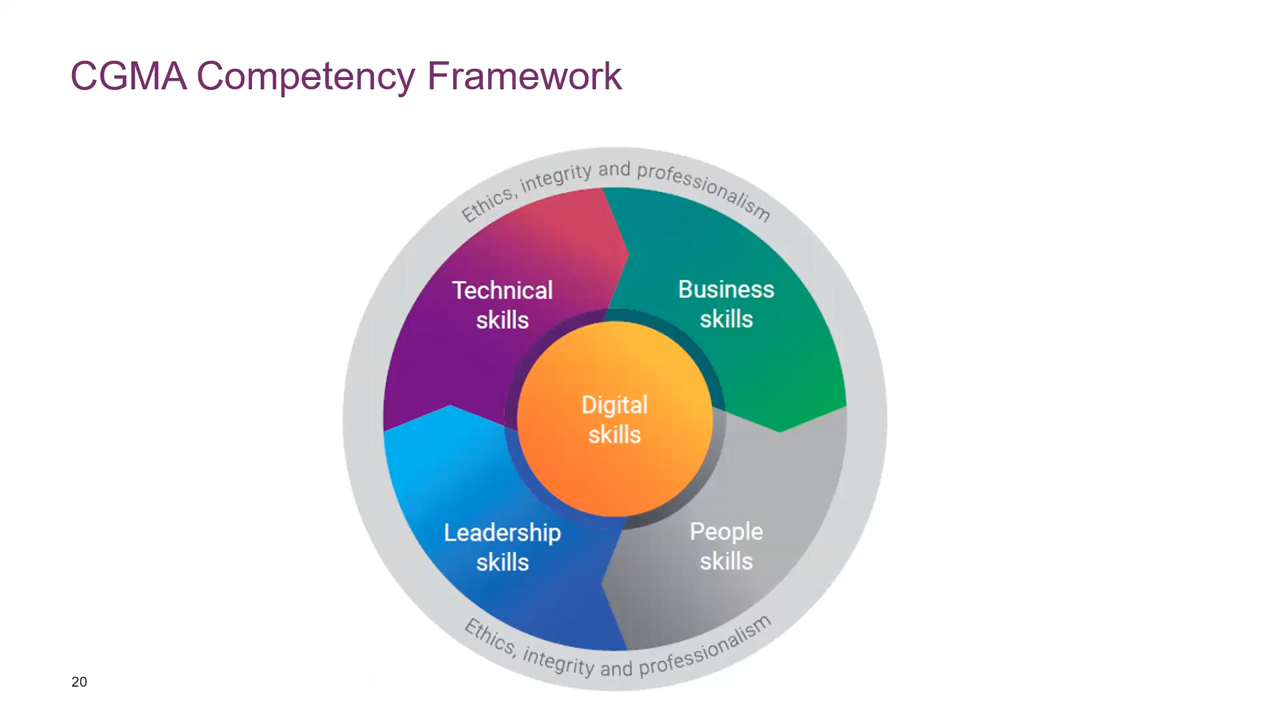 CGMA Competency Framework
Ethics, integrity and professionalism
Technical
skills
Business
skills
Digital
skills
Leadership
skills
People
skills
Ethics, integrity and professionalism
20